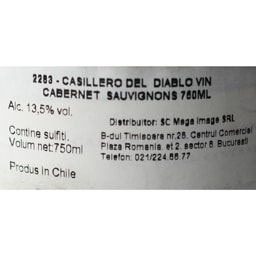 2283 - CASILLERO DEL DIABLO VIN
CABERNET SAUVIGNONS 750ML
Alc. 13,5% vol.
Distribuitor: SC Mega Image SRL
Contine sulfiti.
B-dul Timisoara nr.26, Centrul Comercial
Volum net:750ml
Plaza Romania, et.2, sector 6, Bucuresti
Telefon: 021/224.66.77
Produs in Chile